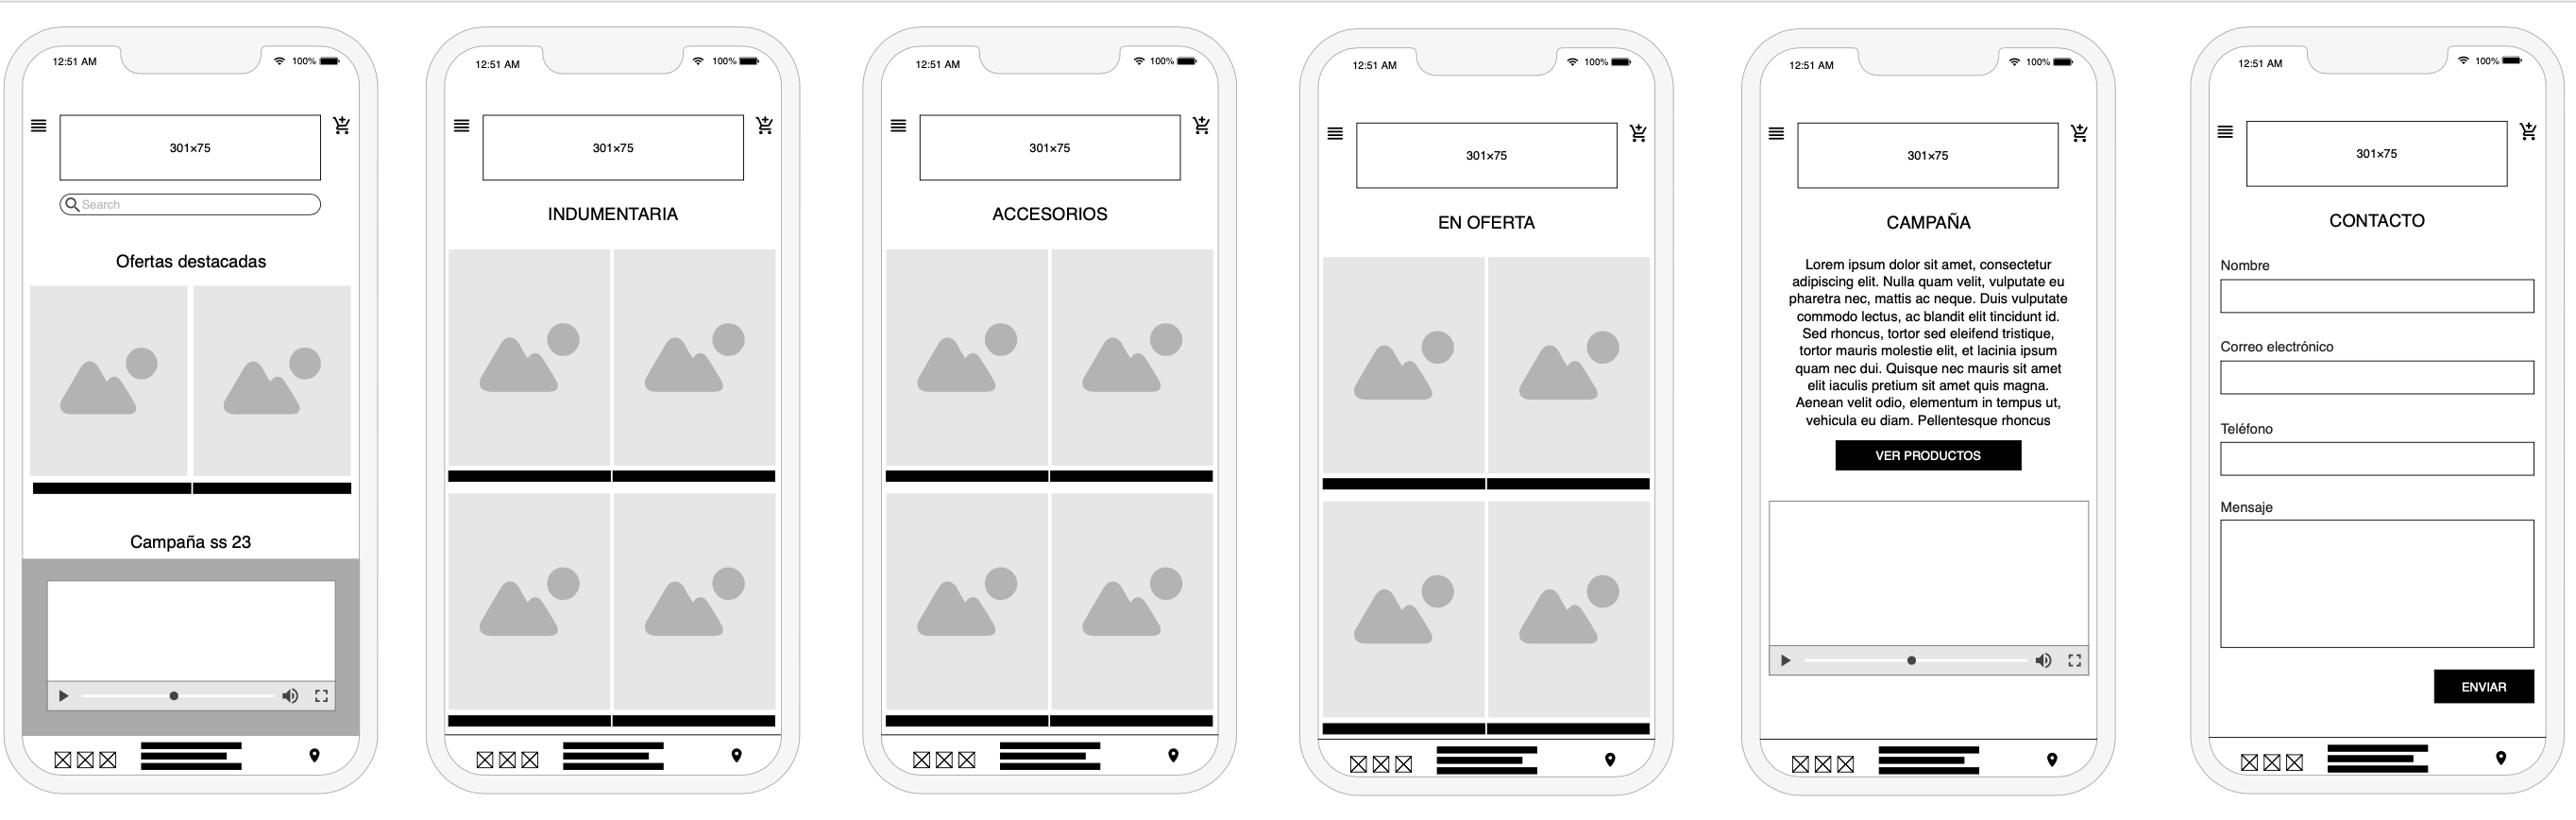 12:51 AM
100%
301×75
Search
Ofertas destacadas
Campaña ss 23
12:51 AM
100%
301×75
INDUMENTARIA
12:51 AM
100%
301×75
ACCESORIOS
12:51 AM
100%
301×75
EN OFERTA
12:51 AM
100%
301×75
CAMPAÑA
Lorem ipsum dolor sit amet, consectetur
adipiscing elit. Nulla quam velit, vulputate eu
pharetra nec, mattis ac neque. Duis vulputate
commodo lectus, ac blandit elit tincidunt id.
Sed rhoncus, tortor sed eleifend tristique,
tortor mauris molestie elit, et lacinia ipsum
quam nec dui. Quisque nec mauris sit amet
elit iaculis pretium sit amet quis magna.
Aenean velit odio, elementum in tempus ut,
vehicula eu diam. Pellentesque rhoncus
VER PRODUCTOS
12:51 AM
100%
301×75
CONTACTO
Nombre
Correo electrónico
Teléfono
Mensaje
ENVIAR